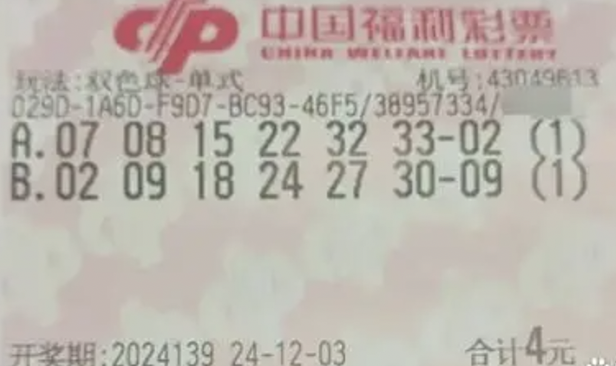 中国福利彩票
CHINA WELFARE LOTTERY
玩法:双色球-单式 机号:43049613
029D-1A6D-F9D7-BC93-46F5/38957334/
A.07 08 15 22 32 33-02 (1)
B.02 09 18 24 27 30-09 (1)
开奖期:2024139 24-12-03 合计4元